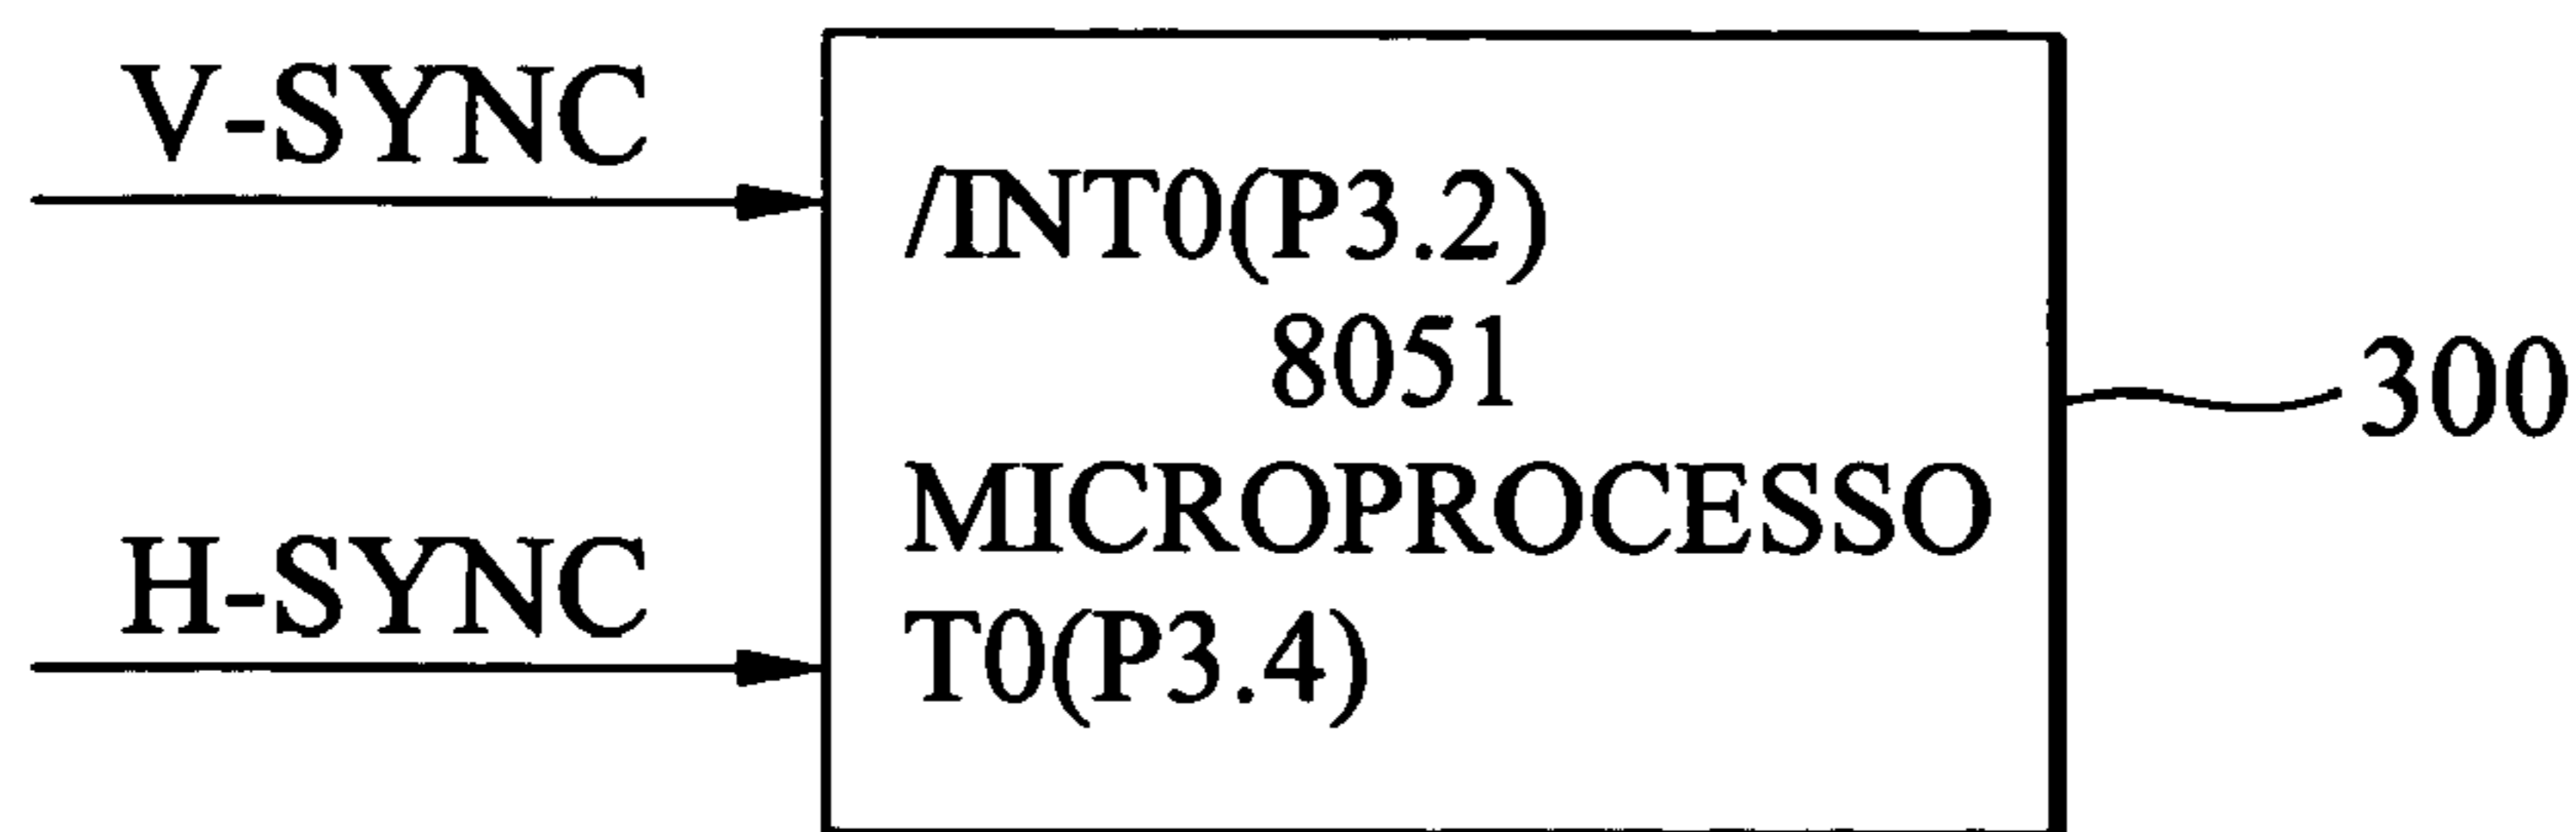 V-SYNC
/INT0(P3.2)
8051
300
MICROPROCESSO
H-SYNC
T0(P3.4)